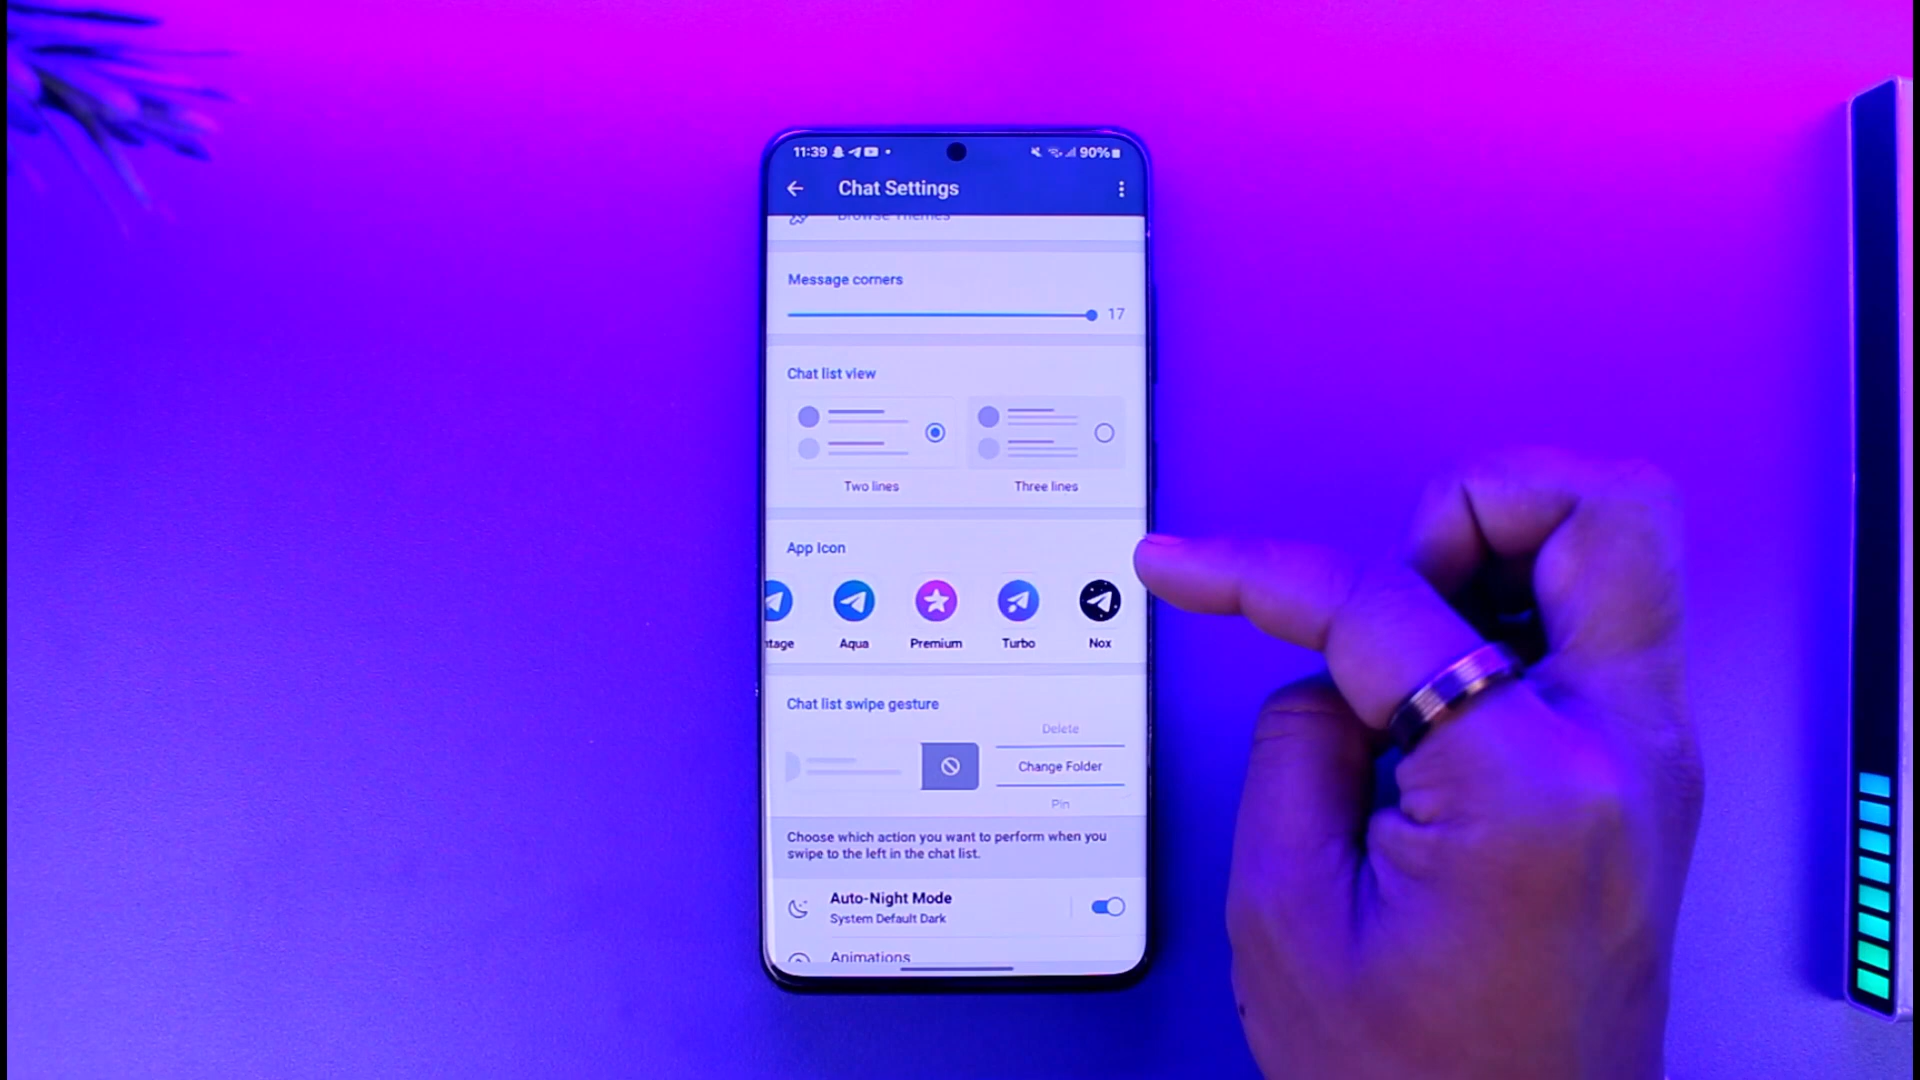 11:39
90%
Chat Settings
Browse Themes
Message corners
17
Chat list view
Two lines
Three lines
App Icon
ntage
Aqua
Premium
Turbo
Nox
Chat list swipe gesture
Delete
Change Folder
Pin
Choose which action you want to perform when you
swipe to the left in the chat list.
Auto-Night Mode
System Default Dark
Animations